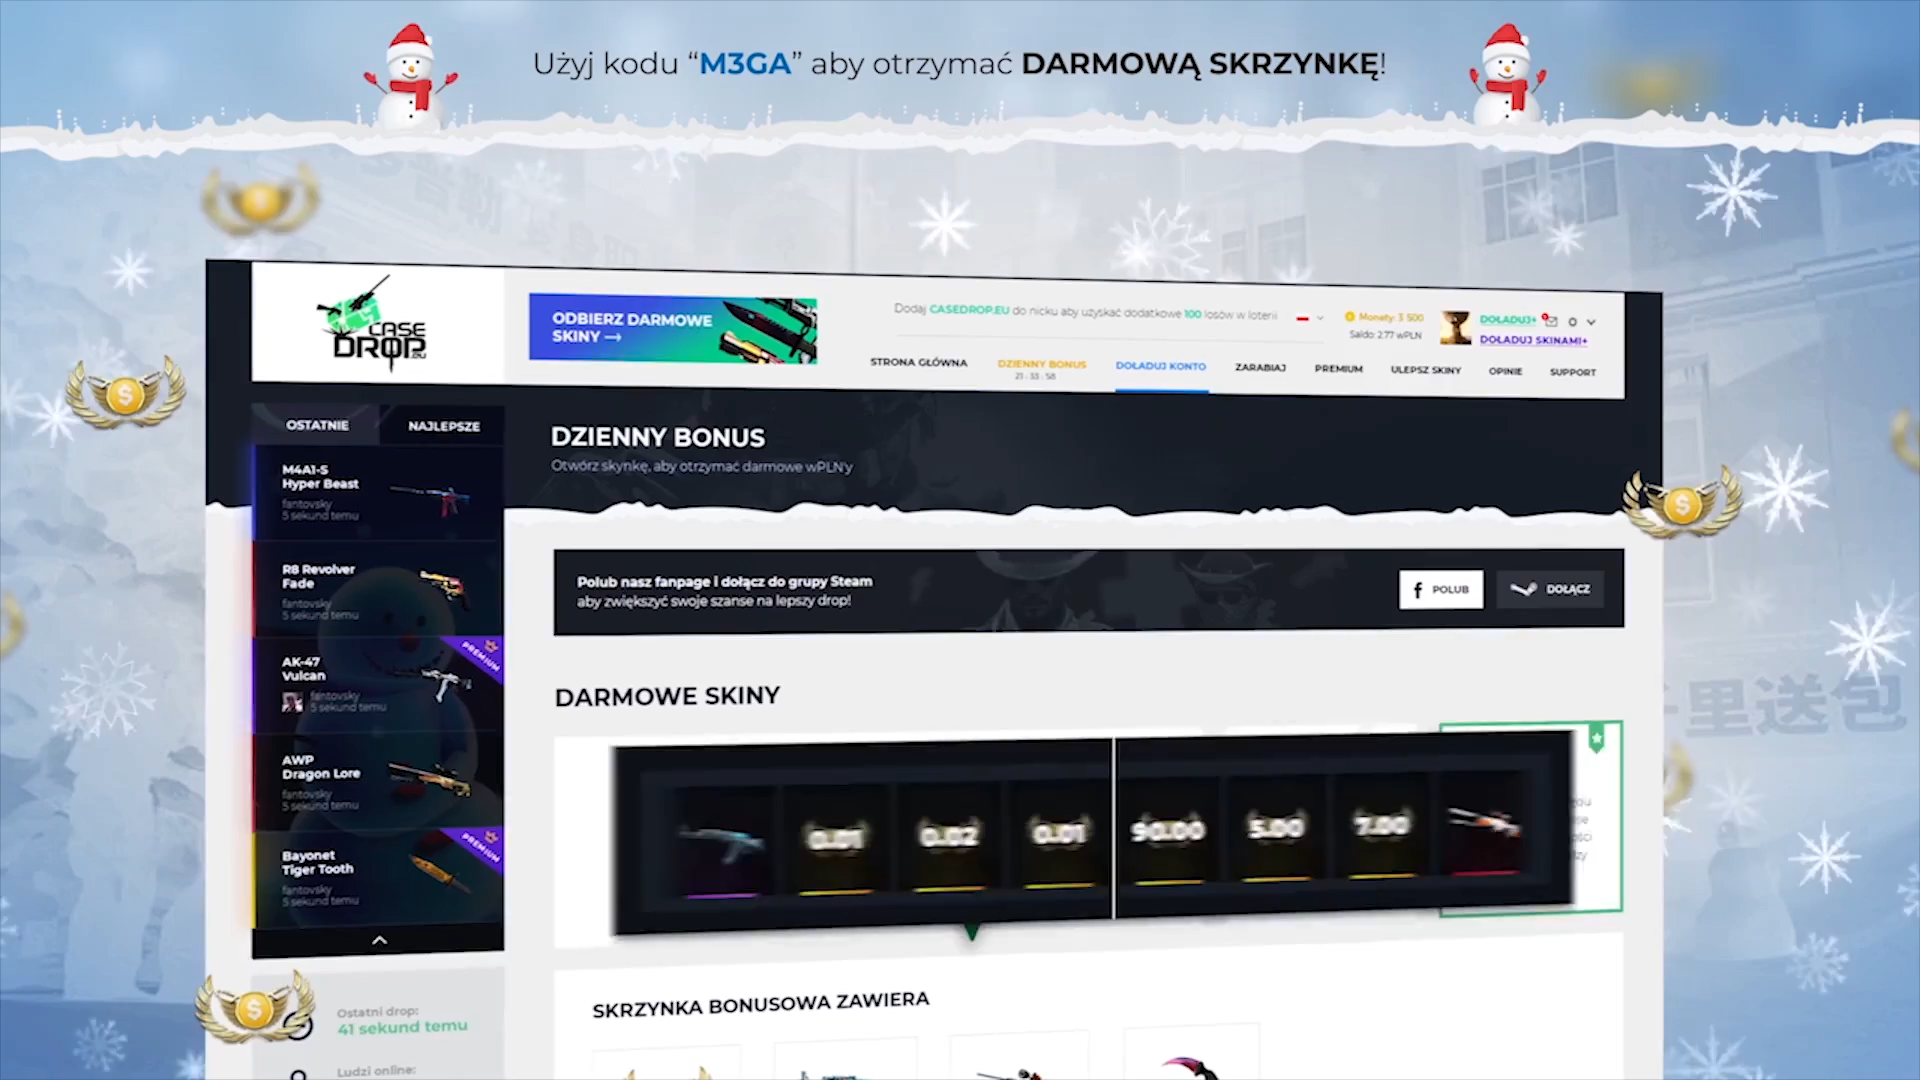 Użyj kodu “M3GA” aby otrzymać DARMOWĄ SKRZYNKĘ!
CASE
DROP.EU
ODBIERZ DARMOWE
SKINY →
Dodaj CASEDROP.EU do nicku aby uzyskać dodatkowe 100 losów w loterii
Monety: 3 500
Saldo: 2.77 wPLN
DOŁADUJ+
0
DOŁADUJ SKINAMI+
STRONA GŁÓWNA
DZIENNY BONUS
21 : 33 : 58
DOŁADUJ KONTO
ZARABIAJ
PREMIUM
ULEPSZ SKINY
OPINIE
SUPPORT
OSTATNIE
NAJLEPSZE
M4A1-S
Hyper Beast
fantovsky
5 sekund temu
R8 Revolver
Fade
fantovsky
5 sekund temu
PREMIUM
AK-47
Vulcan
fantovsky
5 sekund temu
AWP
Dragon Lore
fantovsky
5 sekund temu
PREMIUM
Bayonet
Tiger Tooth
fantovsky
5 sekund temu
Ostatni drop:
41 sekund temu
Ludzi online:
DZIENNY BONUS
Otwórz skynkę, aby otrzymać darmowe wPLN'y
Polub nasz fanpage i dołącz do grupy Steam
aby zwiększyć swoje szanse na lepszy drop!
POLUB
DOŁĄCZ
DARMOWE SKINY
0.01
0.02
0.01
90.00
5.00
7.00
SKRZYNKA BONUSOWA ZAWIERA
里送包